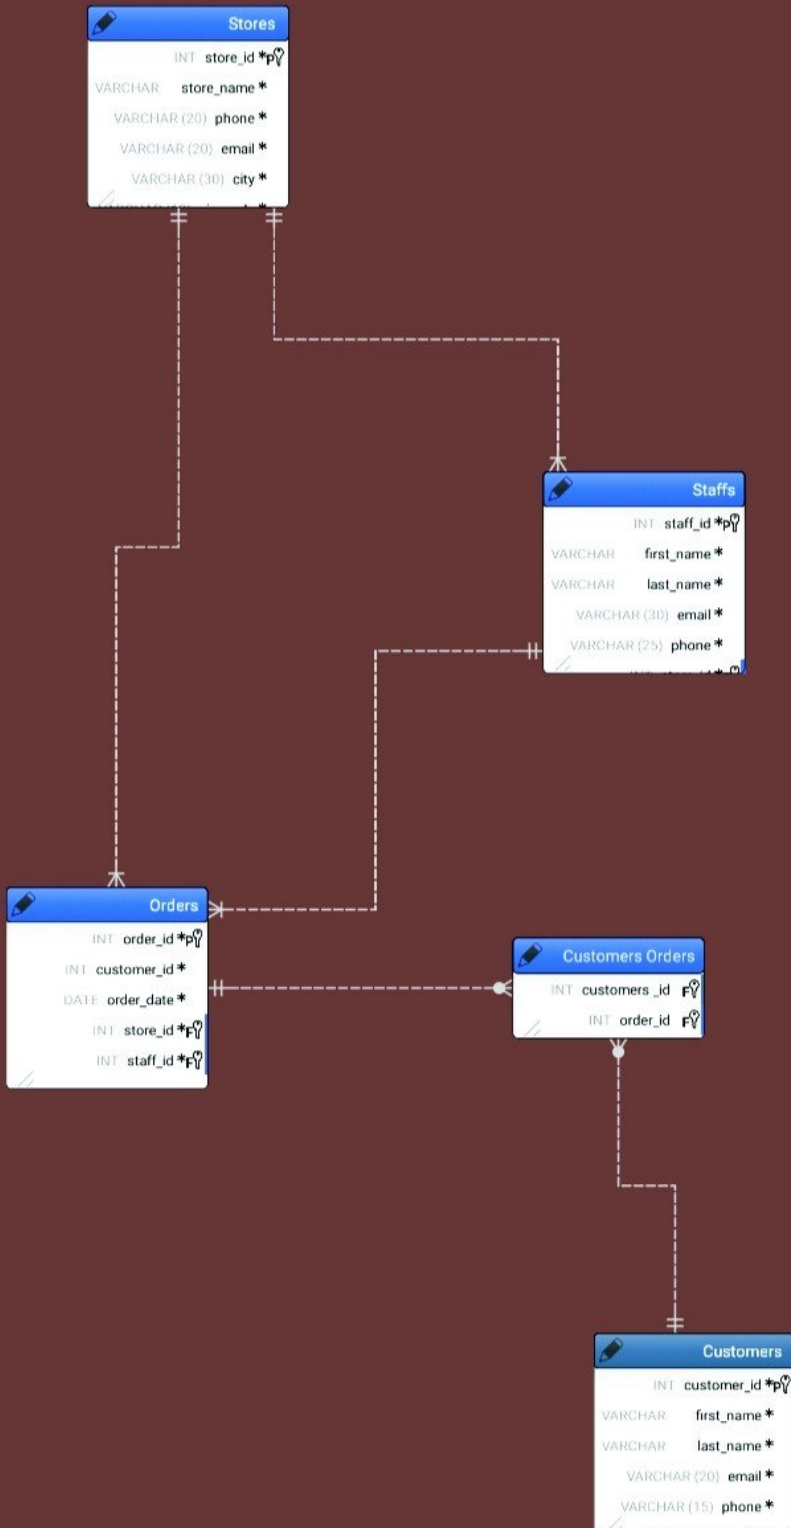 Stores
INT store_id *P
VARCHAR store_name *
VARCHAR (20) phone *
VARCHAR (20) email *
VARCHAR (30) city *
Staffs
INT staff_id *P
VARCHAR first_name *
VARCHAR last_name *
VARCHAR (30) email *
VARCHAR (25) phone *
Orders
INT order_id *P
INT customer_id *
DATE order_date *
INT store_id *F
INT staff_id *F
Customers Orders
INT customers _id F
INT order_id F
Customers
INT customer_id *P
VARCHAR first_name *
VARCHAR last_name *
VARCHAR (20) email *
VARCHAR (15) phone *